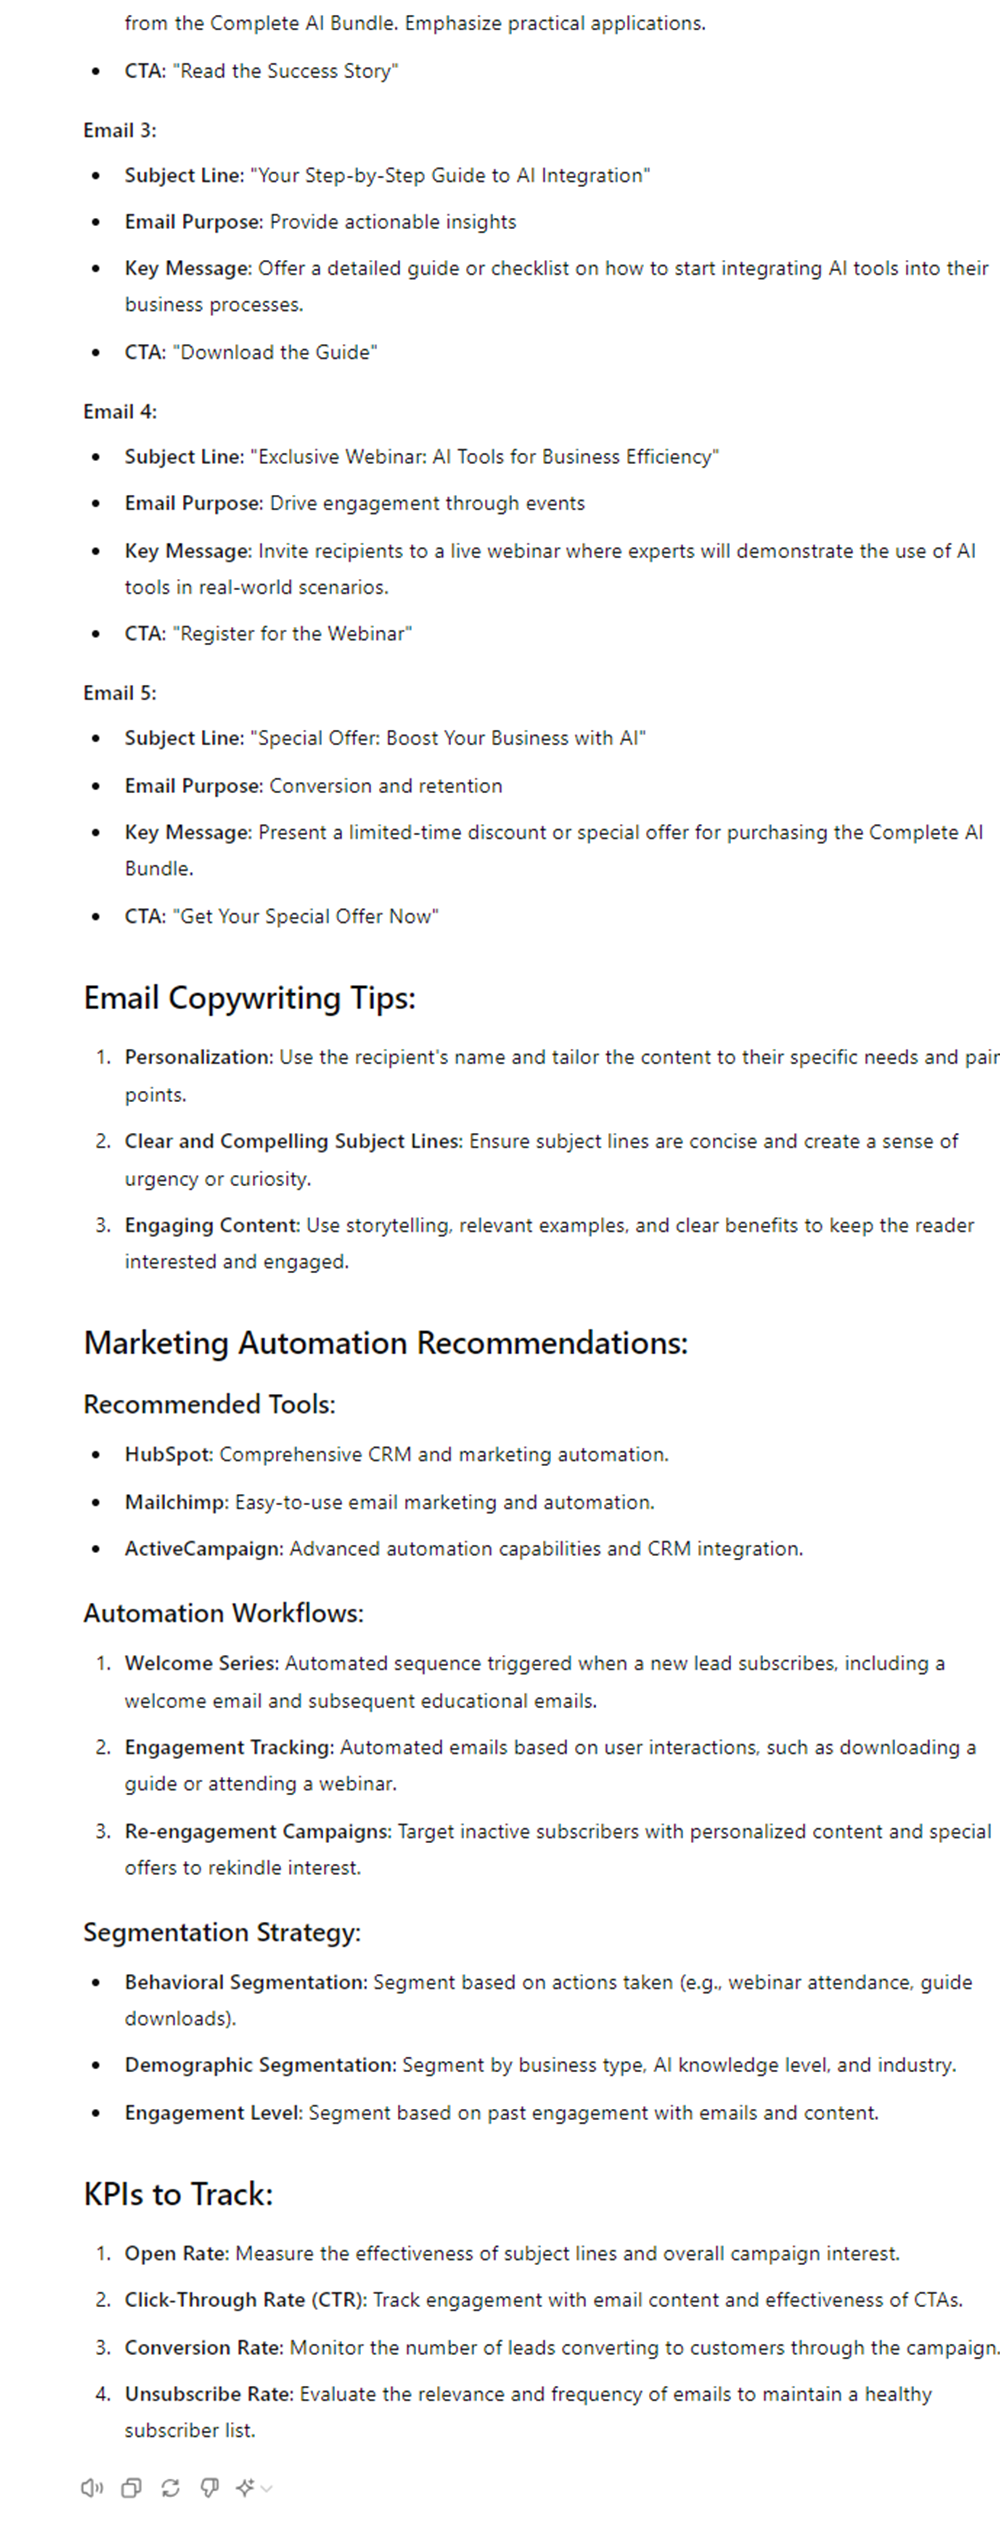 from the Complete AI Bundle. Emphasize practical applications.
• CTA: "Read the Success Story"
Email 3:
• Subject Line: "Your Step-by-Step Guide to AI Integration"
• Email Purpose: Provide actionable insights
• Key Message: Offer a detailed guide or checklist on how to start integrating AI tools into their
business processes.
• CTA: "Download the Guide"
Email 4:
• Subject Line: "Exclusive Webinar: AI Tools for Business Efficiency"
• Email Purpose: Drive engagement through events
• Key Message: Invite recipients to a live webinar where experts will demonstrate the use of AI
tools in real-world scenarios.
• CTA: "Register for the Webinar"
Email 5:
• Subject Line: "Special Offer: Boost Your Business with AI"
• Email Purpose: Conversion and retention
• Key Message: Present a limited-time discount or special offer for purchasing the Complete AI
Bundle.
• CTA: "Get Your Special Offer Now"
Email Copywriting Tips:
1. Personalization: Use the recipient's name and tailor the content to their specific needs and pain
points.
2. Clear and Compelling Subject Lines: Ensure subject lines are concise and create a sense of
urgency or curiosity.
3. Engaging Content: Use storytelling, relevant examples, and clear benefits to keep the reader
interested and engaged.
Marketing Automation Recommendations:
Recommended Tools:
• HubSpot: Comprehensive CRM and marketing automation.
• Mailchimp: Easy-to-use email marketing and automation.
• ActiveCampaign: Advanced automation capabilities and CRM integration.
Automation Workflows:
1. Welcome Series: Automated sequence triggered when a new lead subscribes, including a
welcome email and subsequent educational emails.
2. Engagement Tracking: Automated emails based on user interactions, such as downloading a
guide or attending a webinar.
3. Re-engagement Campaigns: Target inactive subscribers with personalized content and special
offers to rekindle interest.
Segmentation Strategy:
• Behavioral Segmentation: Segment based on actions taken (e.g., webinar attendance, guide
downloads).
• Demographic Segmentation: Segment by business type, AI knowledge level, and industry.
• Engagement Level: Segment based on past engagement with emails and content.
KPIs to Track:
1. Open Rate: Measure the effectiveness of subject lines and overall campaign interest.
2. Click-Through Rate (CTR): Track engagement with email content and effectiveness of CTAs.
3. Conversion Rate: Monitor the number of leads converting to customers through the campaign.
4. Unsubscribe Rate: Evaluate the relevance and frequency of emails to maintain a healthy
subscriber list.